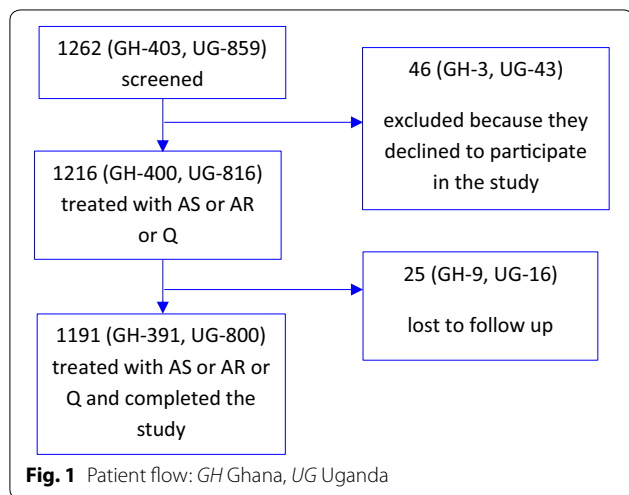 1262 (GH-403, UG-859)
screened
46 (GH-3, UG-43)
excluded because they
declined to participate
in the study
1216 (GH-400, UG-816)
treated with AS or AR
or Q
25 (GH-9, UG-16)
lost to follow up
1191 (GH-391, UG-800)
treated with AS or AR or
Q and completed the
study
Fig. 1 Patient flow: GH Ghana, UG Uganda